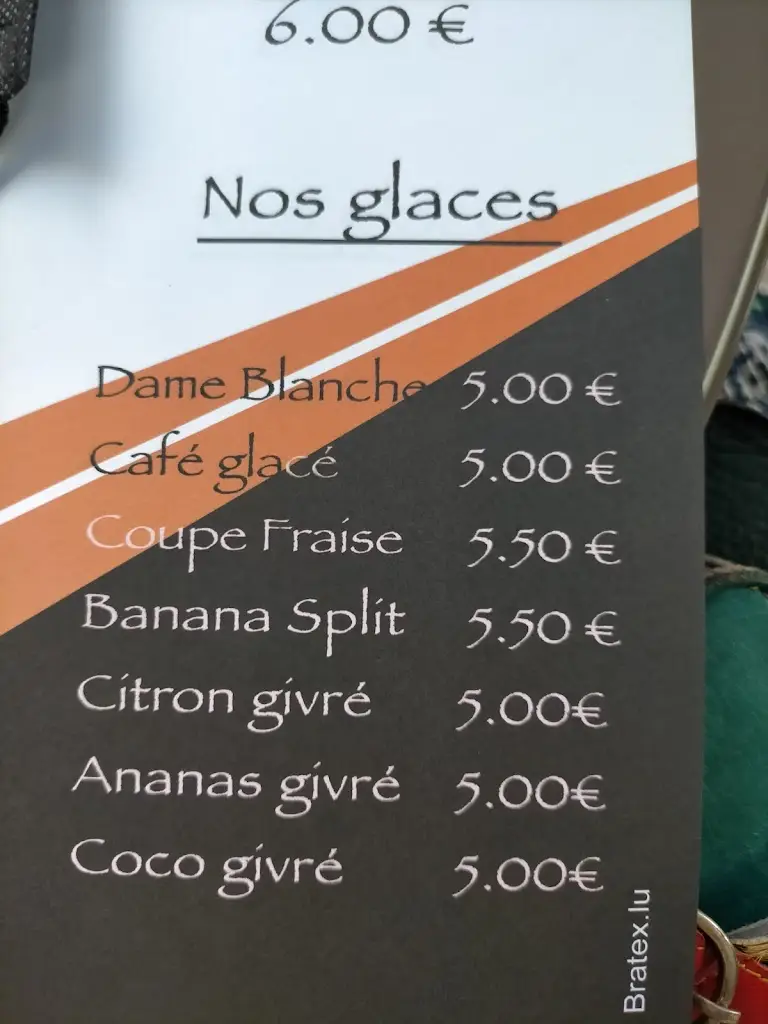 6.00 €
Nos glaces
Dame Blanche 5.00 €
Café glacé 5.00 €
Coupe Fraise 5.50 €
Banana Split 5.50 €
Citron givré 5.00€
Ananas givré 5.00€
Coco givré 5.00€
Bratex.lu